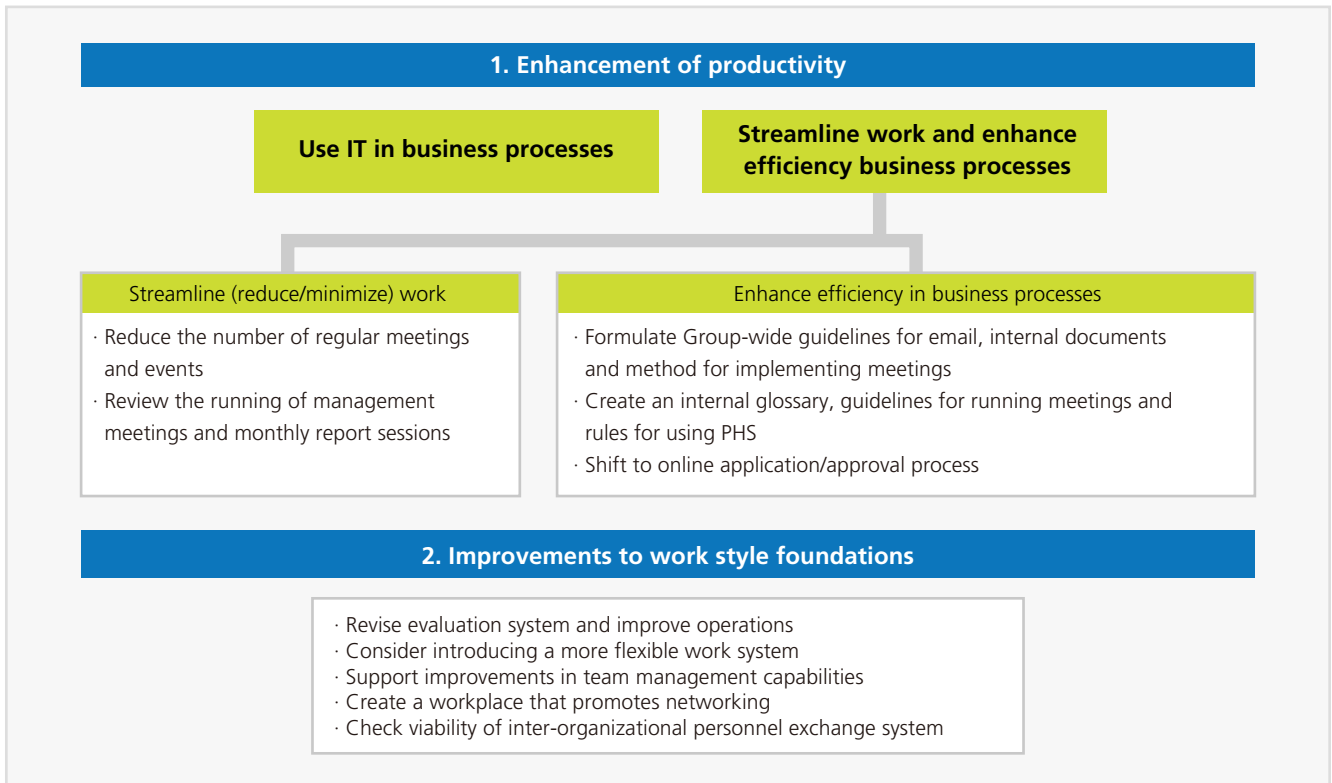 1. Enhancement of productivity
Use IT in business processes
Streamline work and enhance
efficiency business processes
Streamline (reduce/minimize) work
· Reduce the number of regular meetings
and events
· Review the running of management
meetings and monthly report sessions
Enhance efficiency in business processes
· Formulate Group-wide guidelines for email, internal documents
and method for implementing meetings
· Create an internal glossary, guidelines for running meetings and
rules for using PHS
· Shift to online application/approval process
2. Improvements to work style foundations
· Revise evaluation system and improve operations
· Consider introducing a more flexible work system
· Support improvements in team management capabilities
· Create a workplace that promotes networking
· Check viability of inter-organizational personnel exchange system